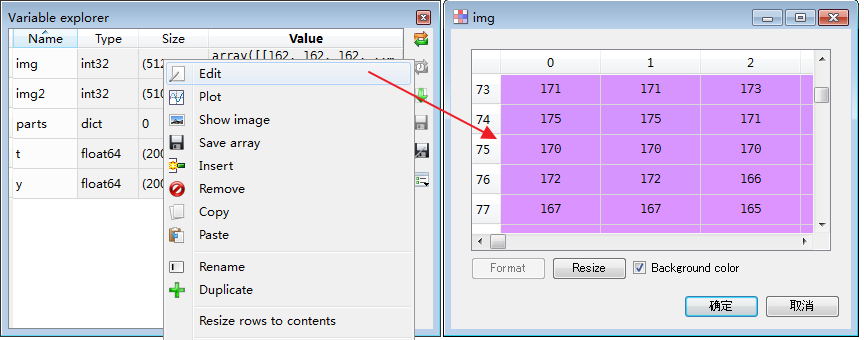 Variable explorer
Name Type Size Value
img int32 (512 array([[162, 162, 162, ...
img2 int32 (510
parts dict 0
t float64 (200
y float64 (200
Edit
Plot
Show image
Save array
Insert
Remove
Copy
Paste
Rename
Duplicate
Resize rows to contents
img
0 1 2
73 171 171 173
74 175 175 171
75 170 170 170
76 172 172 166
77 167 167 165
Format Resize Background color
确定 取消